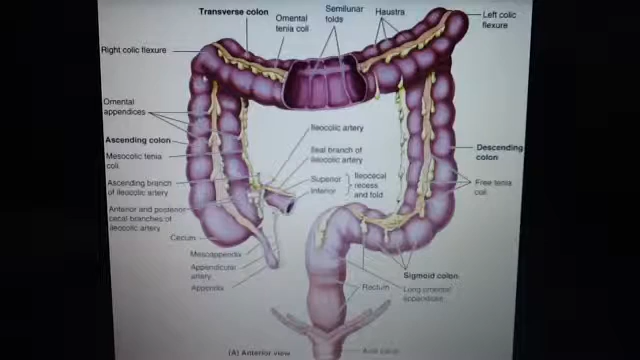 Transverse colon
Semilunar
folds
Haustra
Left colic
flexure
Omental
tenia coli
Right colic flexure
Omental
appendices
Ascending colon
Mesocolic tenia
coli
Ascending branch
of ileocolic artery
Anterior and posterior
cecal branches of
ileocolic artery
Cecum
Mesoappendix
Appendicular
artery
Appendix
Ileocolic artery
Ileal branch of
ileocolic artery
Superior
Inferior
Ileocecal
recess
and fold
Descending
colon
Free tenia
coli
Sigmoid colon
Long omental
appendices
Rectum
Anal canal
(A) Anterior view